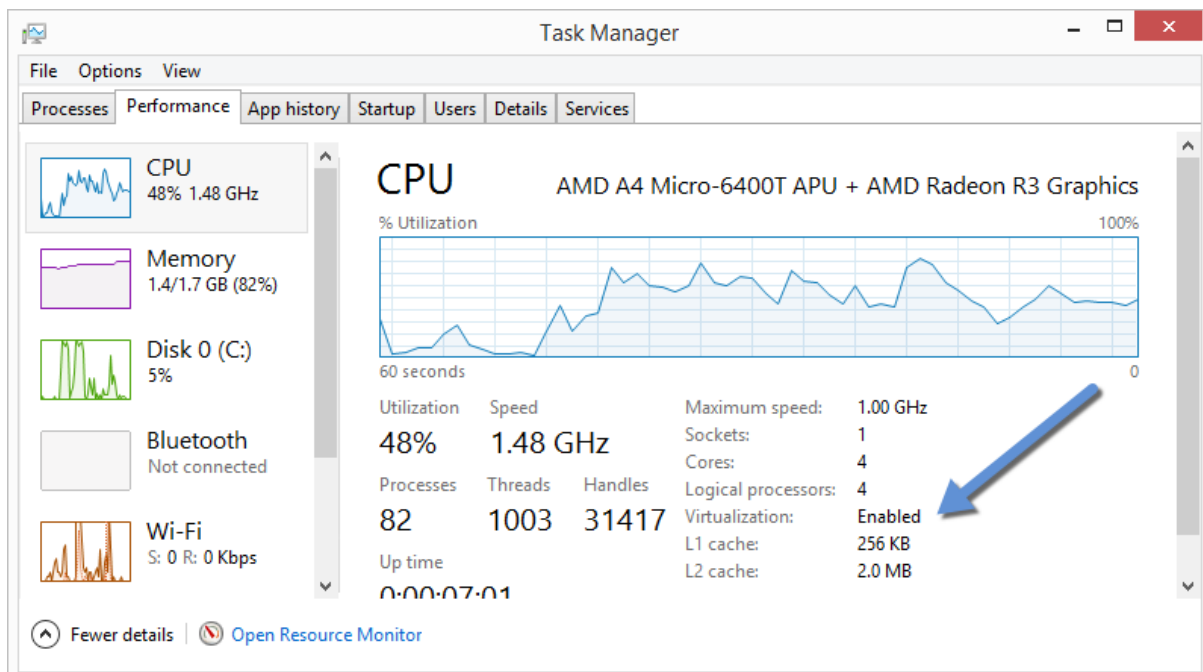 Task Manager
File Options View
Processes Performance App history Startup Users Details Services
CPU
48% 1.48 GHz
Memory
1.4/1.7 GB (82%)
Disk 0 (C:)
5%
Bluetooth
Not connected
Wi-Fi
S: 0 R: 0 Kbps
CPU AMD A4 Micro-6400T APU + AMD Radeon R3 Graphics
% Utilization 100%
60 seconds 0
Utilization Speed
48% 1.48 GHz
Processes Threads Handles
82 1003 31417
Up time
0:00:07:01
Maximum speed: 1.00 GHz
Sockets: 1
Cores: 4
Logical processors: 4
Virtualization: Enabled
L1 cache: 256 KB
L2 cache: 2.0 MB
Fewer details Open Resource Monitor